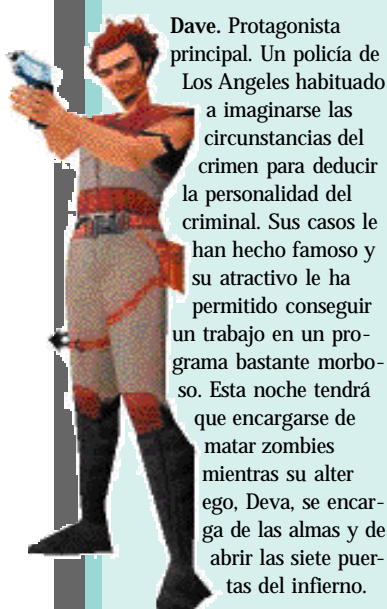 Dave. Protagonista
principal. Un policía de
Los Angeles habituado
a imaginarse las
circunstancias del
crimen para deducir
la personalidad del
criminal. Sus casos le
han hecho famoso y
su atractivo le ha
permitido conseguir
un trabajo en un pro-
grama bastante morbo-
so. Esta noche tendrá
que encargarse de
matar zombies
mientras su alter
ego, Deva, se encar-
ga de las almas y de
abrir las siete puer-
tas del infierno.